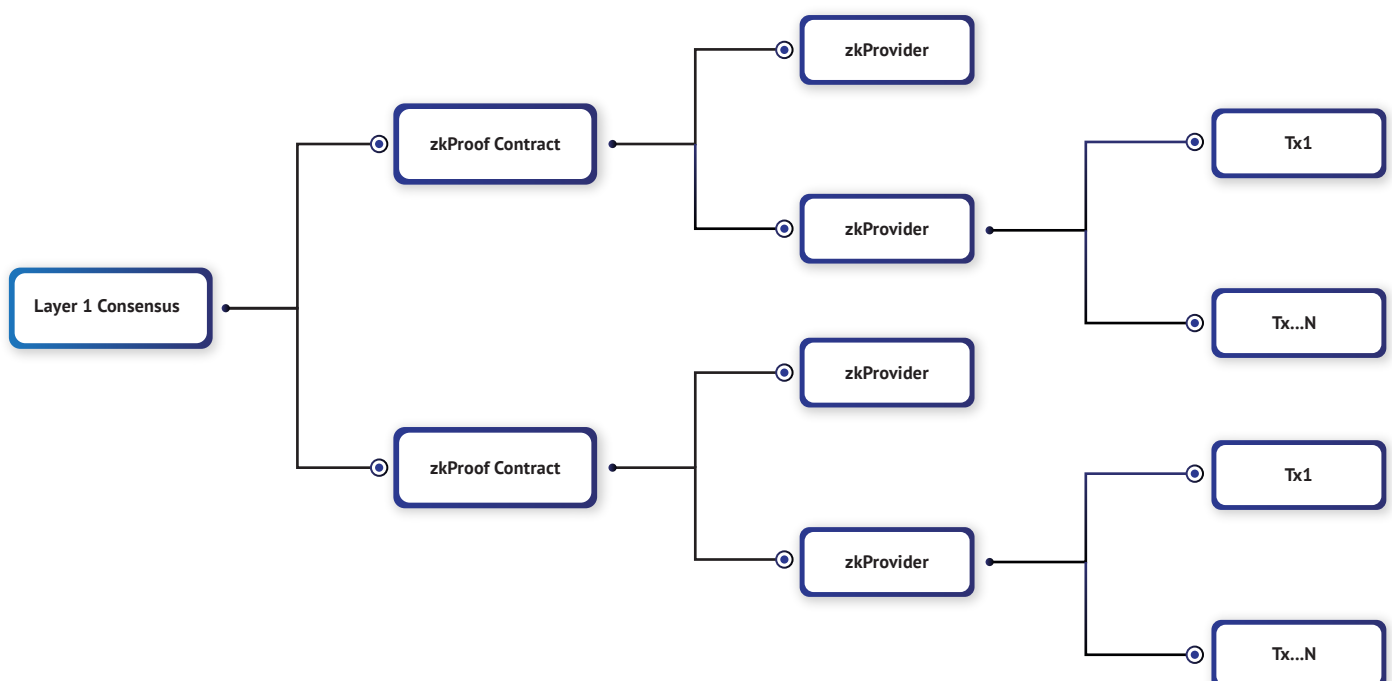 zkProvider
zkProof Contract
Tx1
zkProvider
Layer 1 Consensus
Tx...N
zkProvider
zkProof Contract
Tx1
zkProvider
Tx...N